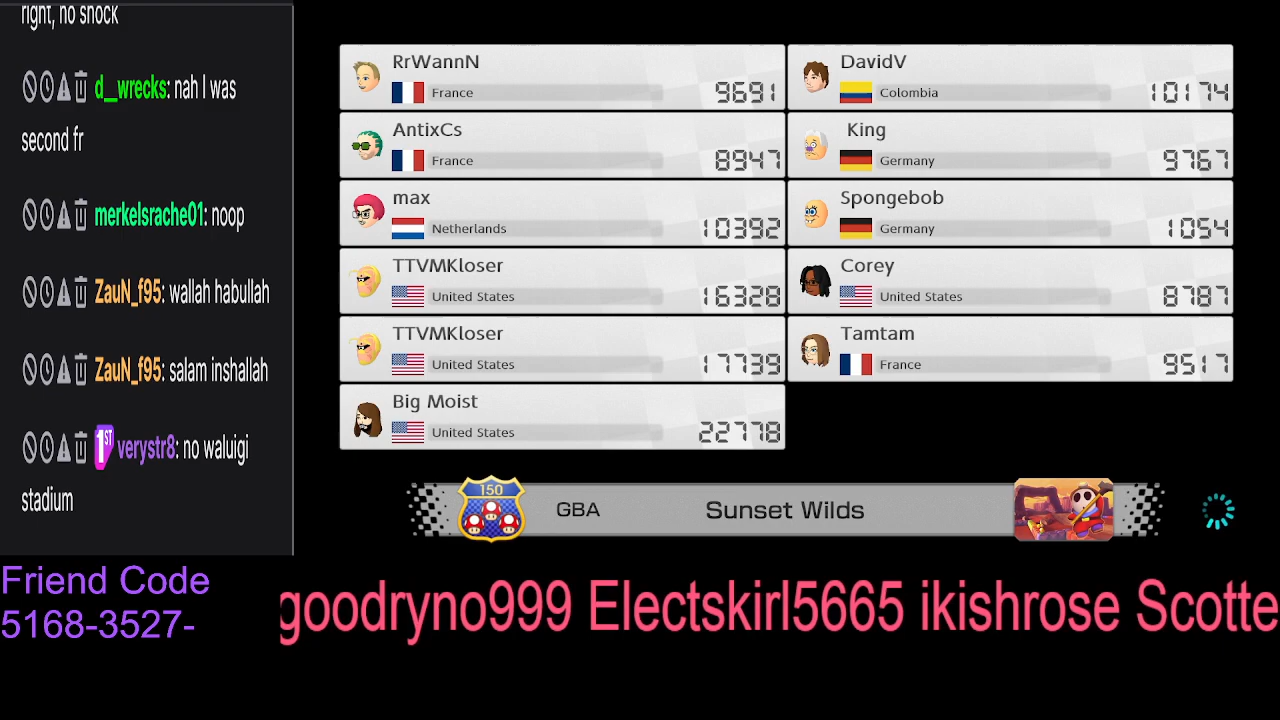 right, no shock
d__wrecks: nah I was
second fr
merkelsrache01: noop
ZauN_f95: wallah habullah
ZauN_f95: salam inshallah
1ST verystr8: no waluigi
stadium
Friend Code
5168-3527-
RrWannN
France 9691
DavidV
Colombia 10174
AntixCs
France 8947
King
Germany 9767
max
Netherlands 10392
Spongebob
Germany 1054
TTVMKloser
United States 16328
Corey
United States 8787
TTVMKloser
United States 17739
Tamtam
France 9517
Big Moist
United States 22778
150 GBA Sunset Wilds
goodryno999 Electskirl5665 ikishrose Scotte